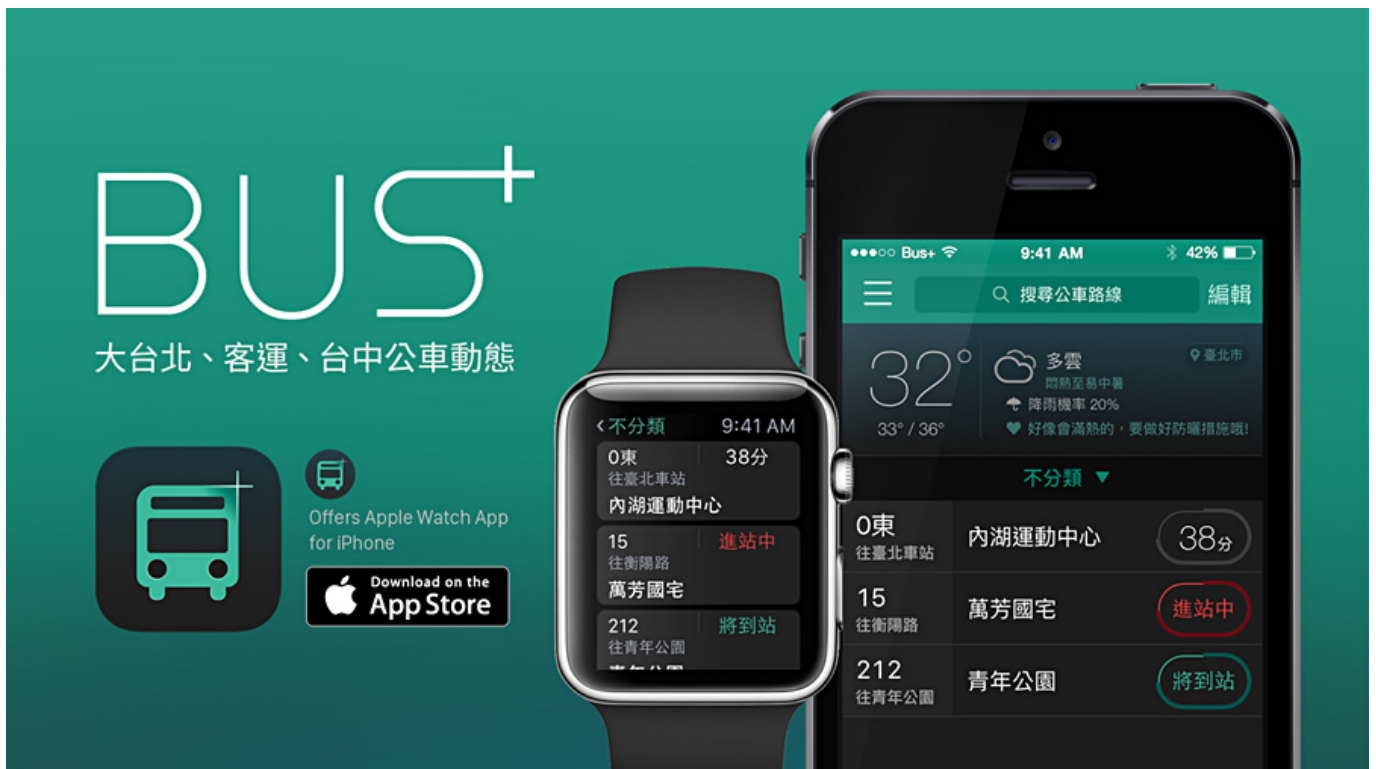 BUS+
大台北、客運、台中公車動態
Offers Apple Watch App
for iPhone
Download on the
App Store
不分類 9:41 AM
0東 38分
往臺北車站
內湖運動中心
15 進站中
往衡陽路
萬芳國宅
212 將到站
往青年公園
青年公園
Bus+ 9:41 AM 42%
搜尋公車路線 編輯
32° 多雲 臺北市
悶熱至易中暑
降雨機率 20%
33° / 36° 好像會滿熱的，要做好防曬措施哦!
不分類 ▼
0東 內湖運動中心 38分
往臺北車站
15 萬芳國宅 進站中
往衡陽路
212 青年公園 將到站
往青年公園